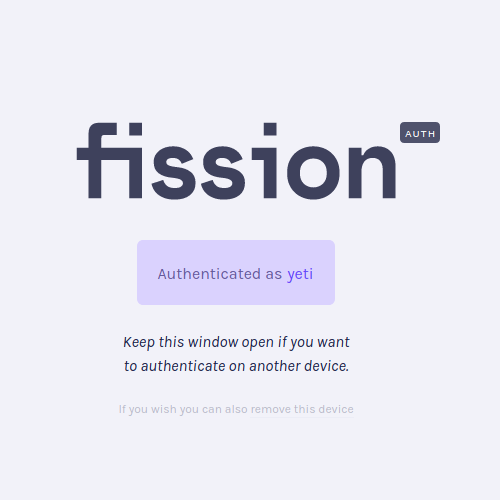 fission AUTH
Authenticated as yeti
Keep this window open if you want
to authenticate on another device.
If you wish you can also remove this device